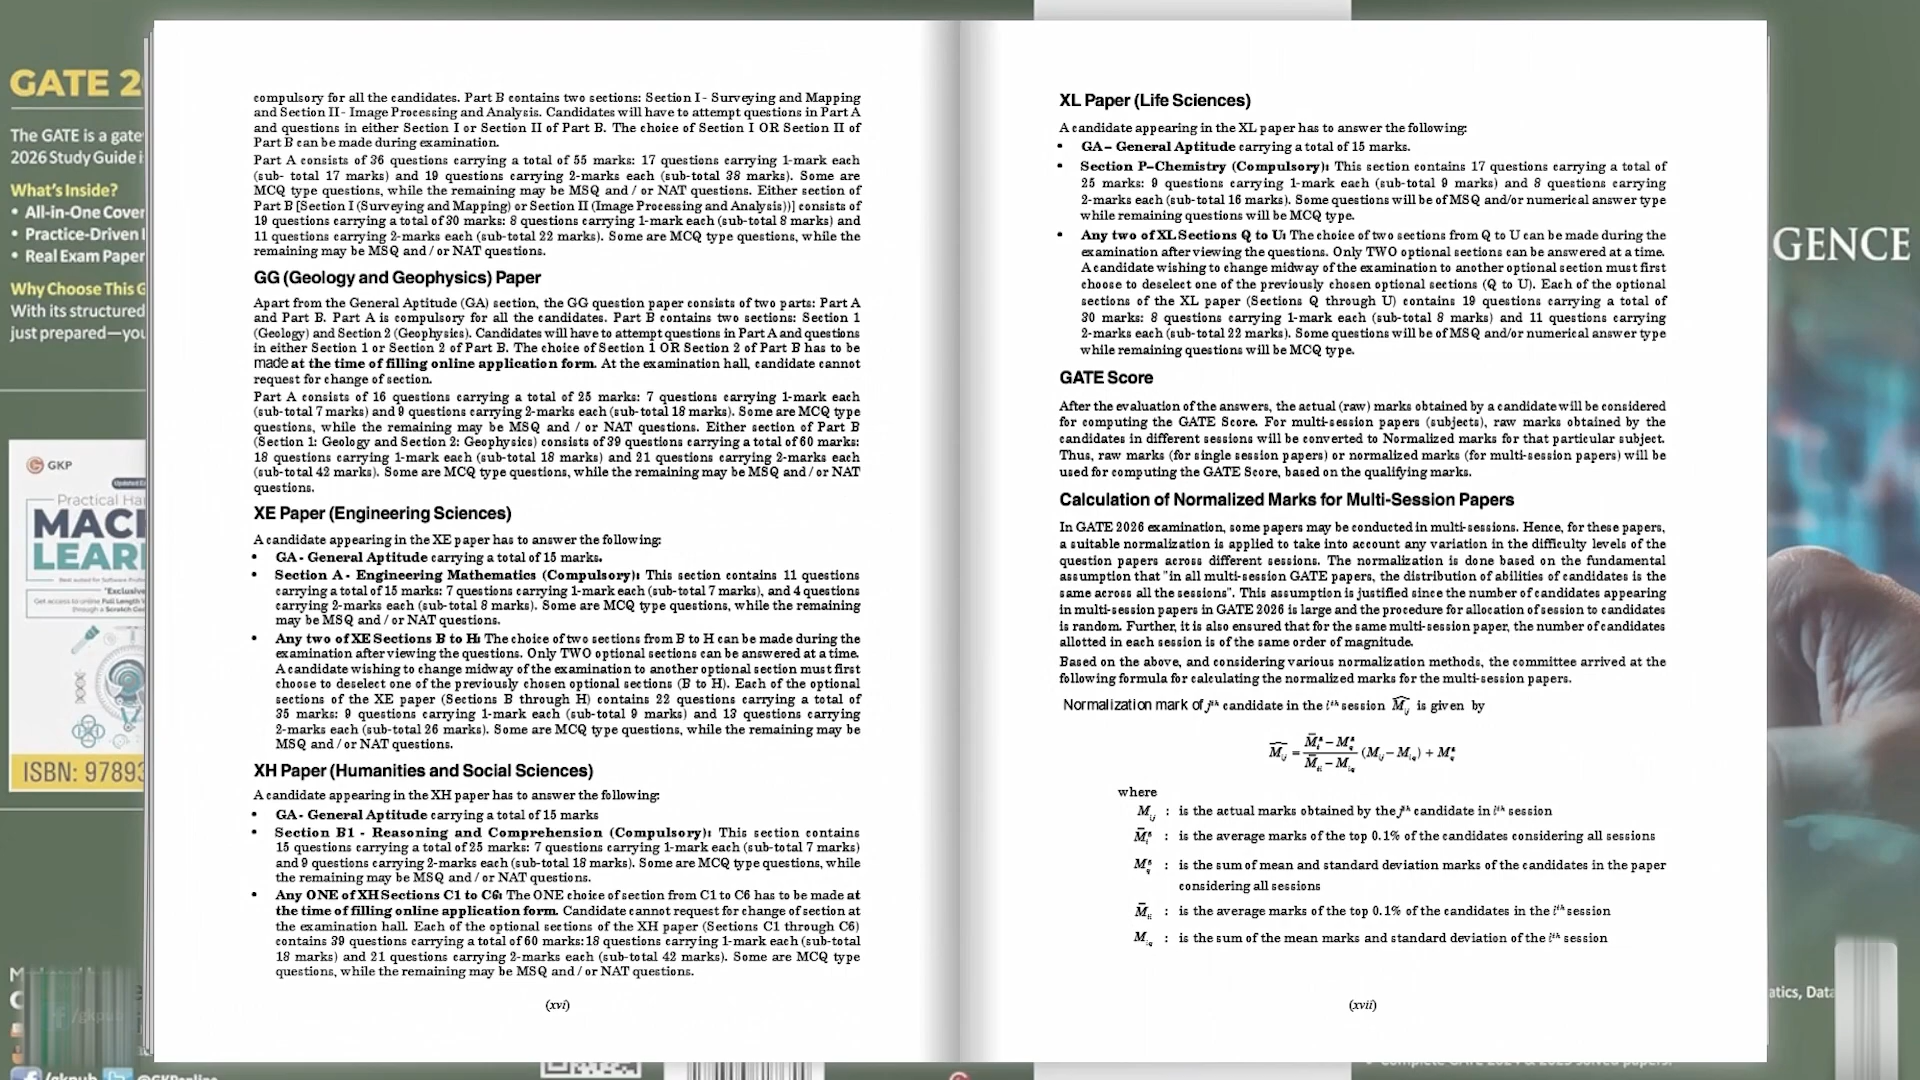 GATE 2
The GATE is a gate
2026 Study Guide i
What's Inside?
• All-in-One Cover
• Practice-Driven
• Real Exam Paper
Why Choose This G
With its structured
just prepared—you
GKP
Practical Ha
MACH
LEARI
ISBN: 97893
compulsory for all the candidates. Part B contains two sections: Section I - Surveying and Mapping
and Section II - Image Processing and Analysis. Candidates will have to attempt questions in Part A
and questions in either Section I or Section II of Part B. The choice of Section I OR Section II of
Part B can be made during examination.
Part A consists of 36 questions carrying a total of 55 marks: 17 questions carrying 1-mark each
(sub- total 17 marks) and 19 questions carrying 2-marks each (sub-total 38 marks). Some are
MCQ type questions, while the remaining may be MSQ and / or NAT questions. Either section of
Part B [Section I (Surveying and Mapping) or Section II (Image Processing and Analysis))] consists of
19 questions carrying a total of 30 marks: 8 questions carrying 1-mark each (sub-total 8 marks) and
11 questions carrying 2-marks each (sub-total 22 marks). Some are MCQ type questions, while the
remaining may be MSQ and / or NAT questions.
GG (Geology and Geophysics) Paper
Apart from the General Aptitude (GA) section, the GG question paper consists of two parts: Part A
and Part B. Part A is compulsory for all the candidates. Part B contains two sections: Section 1
(Geology) and Section 2 (Geophysics). Candidates will have to attempt questions in Part A and questions
in either Section 1 or Section 2 of Part B. The choice of Section 1 OR Section 2 of Part B has to be
made at the time of filling online application form. At the examination hall, candidate cannot
request for change of section.
Part A consists of 16 questions carrying a total of 25 marks: 7 questions carrying 1-mark each
(sub-total 7 marks) and 9 questions carrying 2-marks each (sub-total 18 marks). Some are MCQ type
questions, while the remaining may be MSQ and / or NAT questions. Either section of Part B
(Section 1: Geology and Section 2: Geophysics) consists of 39 questions carrying a total of 60 marks:
18 questions carrying 1-mark each (sub-total 18 marks) and 21 questions carrying 2-marks each
(sub-total 42 marks). Some are MCQ type questions, while the remaining may be MSQ and / or NAT
questions.
XE Paper (Engineering Sciences)
A candidate appearing in the XE paper has to answer the following:
• GA - General Aptitude carrying a total of 15 marks.
• Section A - Engineering Mathematics (Compulsory): This section contains 11 questions
carrying a total of 15 marks: 7 questions carrying 1-mark each (sub-total 7 marks), and 4 questions
carrying 2-marks each (sub-total 8 marks). Some are MCQ type questions, while the remaining
may be MSQ and / or NAT questions.
• Any two of XE Sections B to H: The choice of two sections from B to H can be made during the
examination after viewing the questions. Only TWO optional sections can be answered at a time.
A candidate wishing to change midway of the examination to another optional section must first
choose to deselect one of the previously chosen optional sections (B to H). Each of the optional
sections of the XE paper (Sections B through H) contains 22 questions carrying a total of
35 marks: 9 questions carrying 1-mark each (sub-total 9 marks) and 13 questions carrying
2-marks each (sub-total 26 marks). Some are MCQ type questions, while the remaining may be
MSQ and / or NAT questions.
XH Paper (Humanities and Social Sciences)
A candidate appearing in the XH paper has to answer the following:
• GA - General Aptitude carrying a total of 15 marks
• Section B1 - Reasoning and Comprehension (Compulsory): This section contains
15 questions carrying a total of 25 marks: 7 questions carrying 1-mark each (sub-total 7 marks)
and 9 questions carrying 2-marks each (sub-total 18 marks). Some are MCQ type questions, while
the remaining may be MSQ and / or NAT questions.
• Any ONE of XH Sections C1 to C6: The ONE choice of section from C1 to C6 has to be made at
the time of filling online application form. Candidate cannot request for change of section at
the examination hall. Each of the optional sections of the XH paper (Sections C1 through C6)
contains 39 questions carrying a total of 60 marks: 18 questions carrying 1-mark each (sub-total
18 marks) and 21 questions carrying 2-marks each (sub-total 42 marks). Some are MCQ type
questions, while the remaining may be MSQ and / or NAT questions.
(xvi)
XL Paper (Life Sciences)
A candidate appearing in the XL paper has to answer the following:
• GA – General Aptitude carrying a total of 15 marks.
• Section P–Chemistry (Compulsory): This section contains 17 questions carrying a total of
25 marks: 9 questions carrying 1-mark each (sub-total 9 marks) and 8 questions carrying
2-marks each (sub-total 16 marks). Some questions will be of MSQ and/or numerical answer type
while remaining questions will be MCQ type.
• Any two of XL Sections Q to U: The choice of two sections from Q to U can be made during the
examination after viewing the questions. Only TWO optional sections can be answered at a time.
A candidate wishing to change midway of the examination to another optional section must first
choose to deselect one of the previously chosen optional sections (Q to U). Each of the optional
sections of the XL paper (Sections Q through U) contains 19 questions carrying a total of
30 marks: 8 questions carrying 1-mark each (sub-total 8 marks) and 11 questions carrying
2-marks each (sub-total 22 marks). Some questions will be of MSQ and/or numerical answer type
while remaining questions will be MCQ type.
GATE Score
After the evaluation of the answers, the actual (raw) marks obtained by a candidate will be considered
for computing the GATE Score. For multi-session papers (subjects), raw marks obtained by the
candidates in different sessions will be converted to Normalized marks for that particular subject.
Thus, raw marks (for single session papers) or normalized marks (for multi-session papers) will be
used for computing the GATE Score, based on the qualifying marks.
Calculation of Normalized Marks for Multi-Session Papers
In GATE 2026 examination, some papers may be conducted in multi-sessions. Hence, for these papers,
a suitable normalization is applied to take into account any variation in the difficulty levels of the
question papers across different sessions. The normalization is done based on the fundamental
assumption that "in all multi-session GATE papers, the distribution of abilities of candidates is the
same across all the sessions". This assumption is justified since the number of candidates appearing
in multi-session papers in GATE 2026 is large and the procedure for allocation of session to candidates
is random. Further, it is also ensured that for the same multi-session paper, the number of candidates
allotted in each session is of the same order of magnitude.
Based on the above, and considering various normalization methods, the committee arrived at the
following formula for calculating the normalized marks for the multi-session papers.
Normalization mark of jth candidate in the ith session M̂ij is given by
M̂ij = (M̄tg – Mqg) / (M̄ti – Miq) (Mij – Miq) + Mqg
where
Mij : is the actual marks obtained by the jth candidate in ith session
M̄tg : is the average marks of the top 0.1% of the candidates considering all sessions
Mqg : is the sum of mean and standard deviation marks of the candidates in the paper
considering all sessions
M̄ti : is the average marks of the top 0.1% of the candidates in the ith session
Miq : is the sum of the mean marks and standard deviation of the ith session
(xvii)
GENCE
atics, Data
/gkpub
@GKPonline